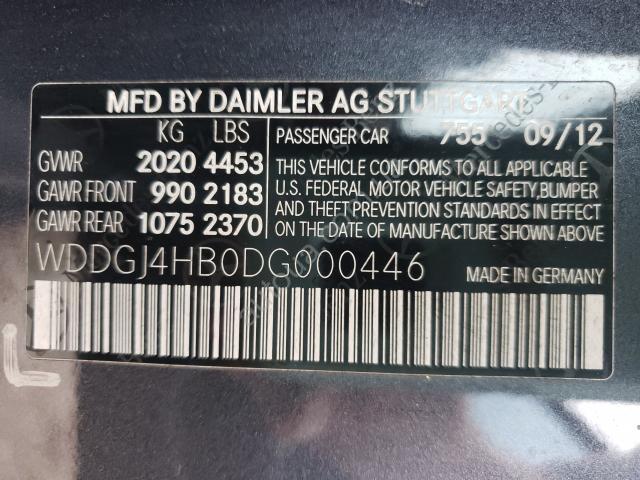 MFD BY DAIMLER AG STUTTGART
KG LBS
GVWR 2020 4453
GAWR FRONT 990 2183
GAWR REAR 1075 2370
PASSENGER CAR 755 09/12
THIS VEHICLE CONFORMS TO ALL APPLICABLE
U.S. FEDERAL MOTOR VEHICLE SAFETY,BUMPER
AND THEFT PREVENTION STANDARDS IN EFFECT
ON THE DATE OF MANUFACTURE SHOWN ABOVE
WDDGJ4HB0DG000446
MADE IN GERMANY